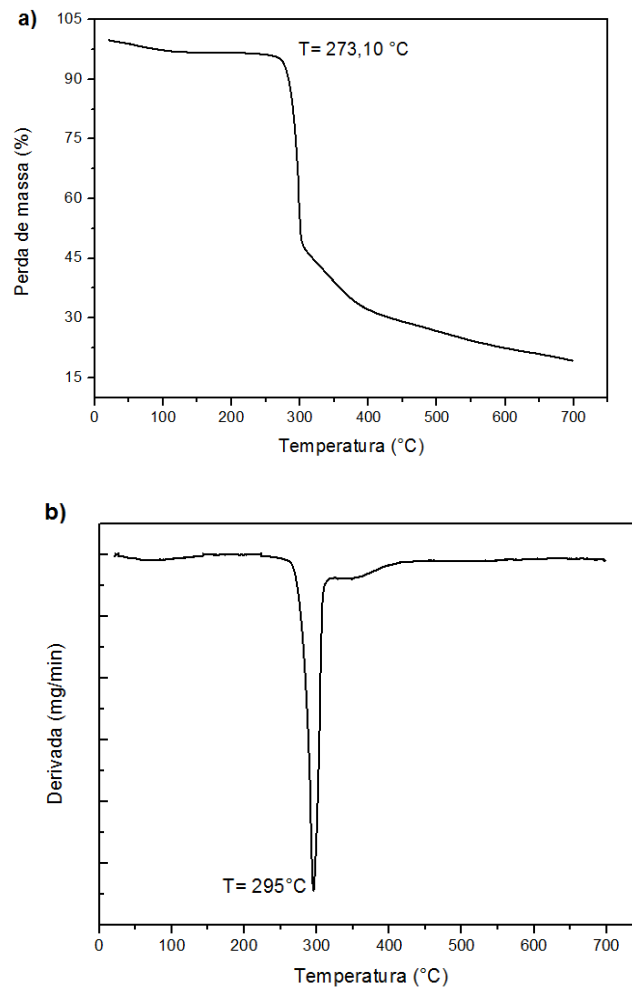 a)
105
90
75
60
45
30
15
Perda de massa (%)
T= 273,10 °C
0 100 200 300 400 500 600 700
Temperatura (°C)
b)
Derivada (mg/min)
T= 295°C
0 100 200 300 400 500 600 700
Temperatura (°C)